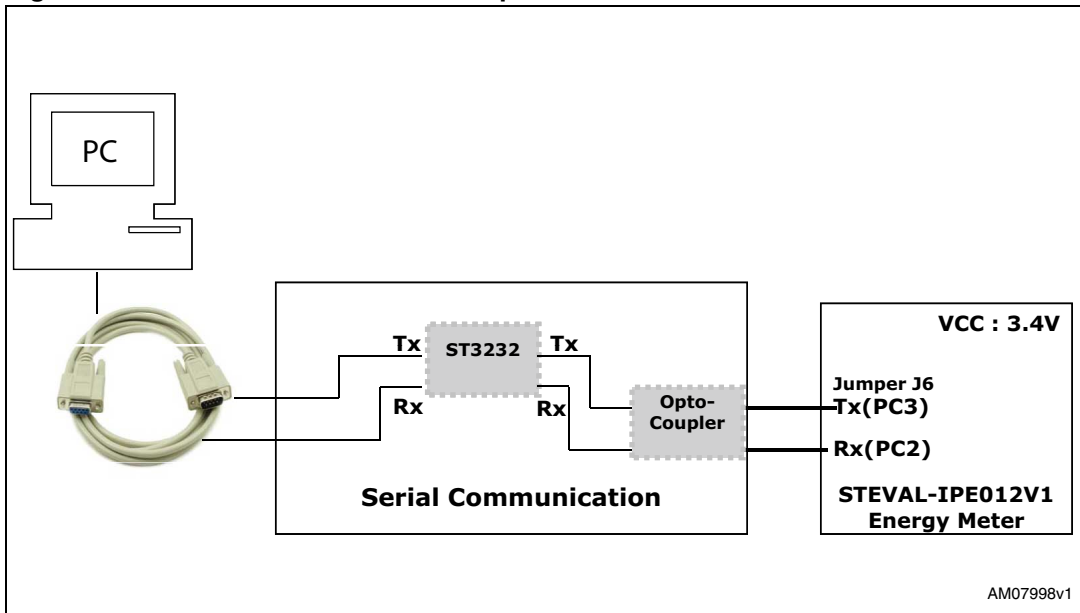 PC
VCC : 3.4V
Tx
ST3232
Tx
Rx
Rx
Opto-
Coupler
Jumper J6
Tx(PC3)
Rx(PC2)
Serial Communication
STEVAL-IPE012V1
Energy Meter
AM07998v1